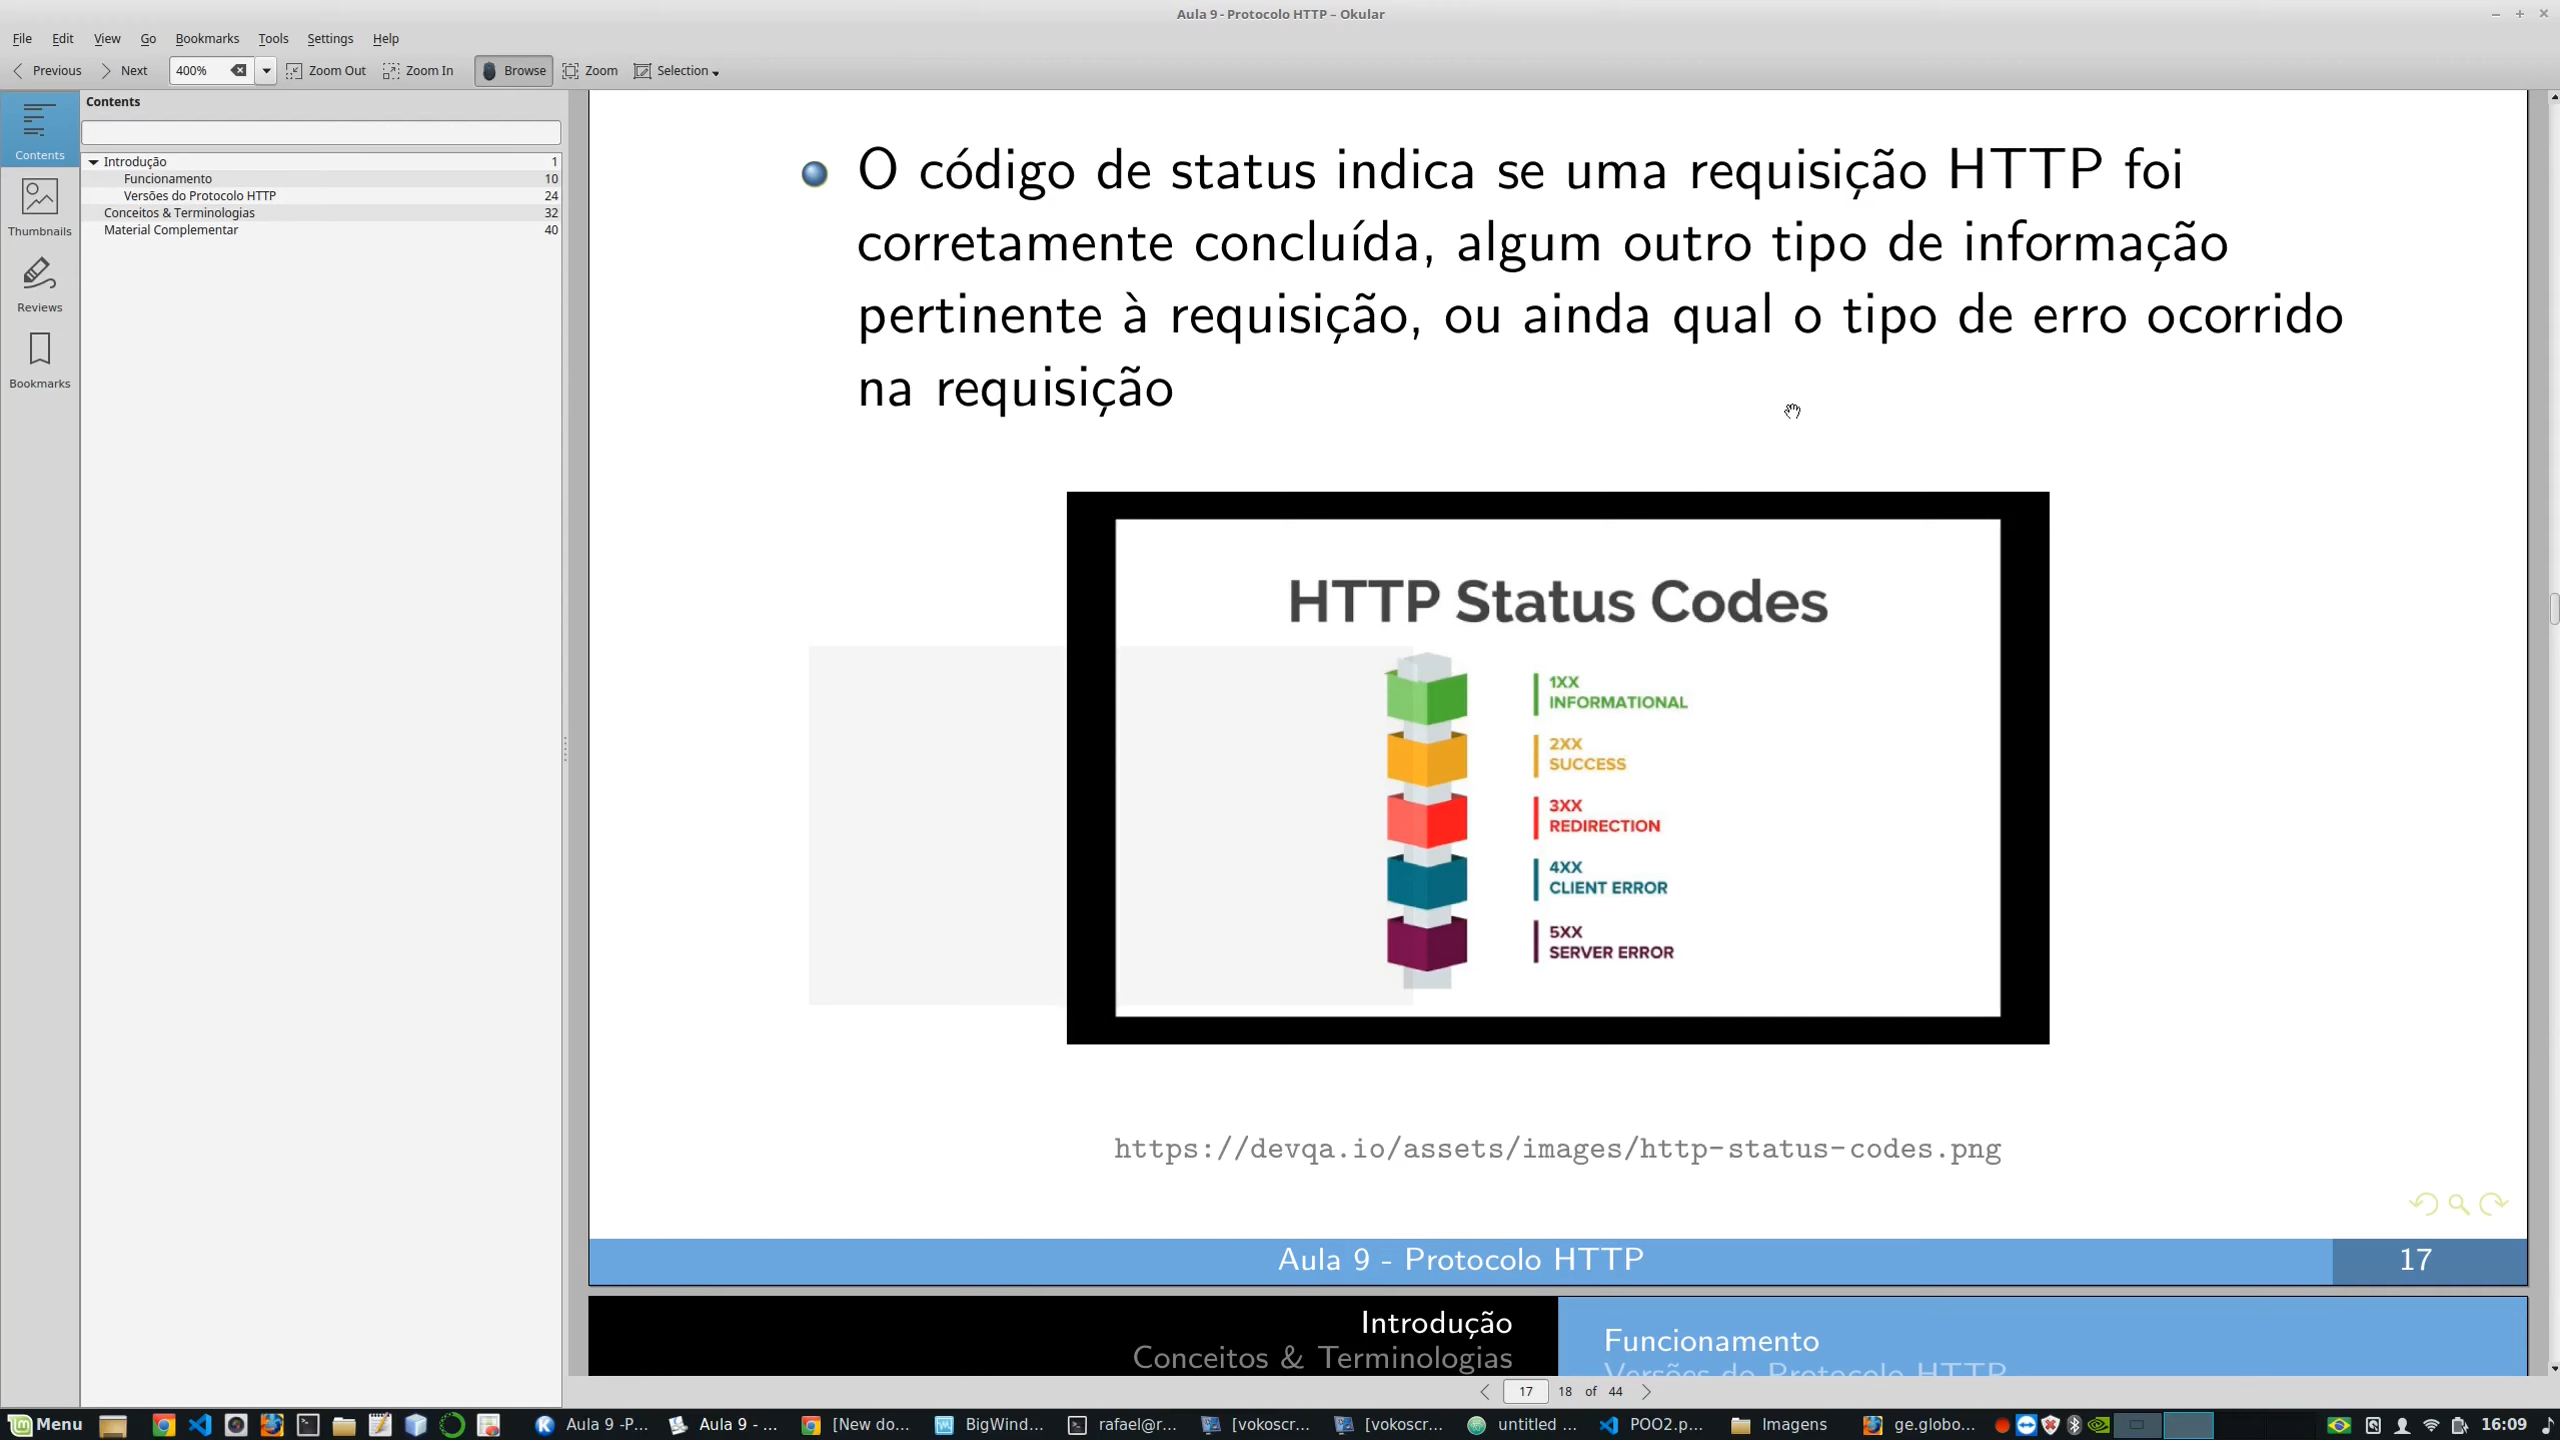 Aula 9 - Protocolo HTTP – Okular
File Edit View Go Bookmarks Tools Settings Help
Previous Next 400% Zoom Out Zoom In Browse Zoom Selection
Contents
Contents
Thumbnails
Reviews
Bookmarks
Introdução 1
Funcionamento 10
Versões do Protocolo HTTP 24
Conceitos & Terminologias 32
Material Complementar 40
O código de status indica se uma requisição HTTP foi
corretamente concluída, algum outro tipo de informação
pertinente à requisição, ou ainda qual o tipo de erro ocorrido
na requisição
HTTP Status Codes
1XX
INFORMATIONAL
2XX
SUCCESS
3XX
REDIRECTION
4XX
CLIENT ERROR
5XX
SERVER ERROR
https://devqa.io/assets/images/http-status-codes.png
Aula 9 - Protocolo HTTP 17
Introdução
Conceitos & Terminologias
Funcionamento
Versões do Protocolo HTTP
17 18 of 44
Menu Aula 9 -P... Aula 9 - ... [New do... BigWind... rafael@r... [vokoscr... [vokoscr... untitled ... POO2.p... Imagens ge.globo... 16:09